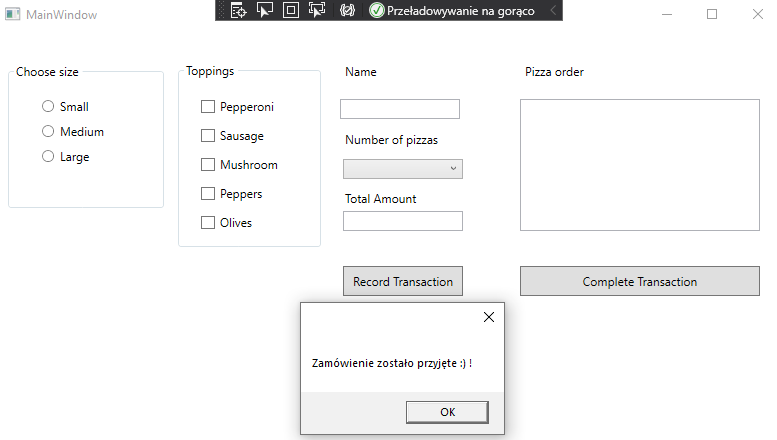 MainWindow
Przeładowywanie na gorąco
Choose size
Small
Medium
Large
Toppings
Pepperoni
Sausage
Mushroom
Peppers
Olives
Name
Number of pizzas
Total Amount
Record Transaction
Pizza order
Complete Transaction
Zamówienie zostało przyjęte :) !
OK